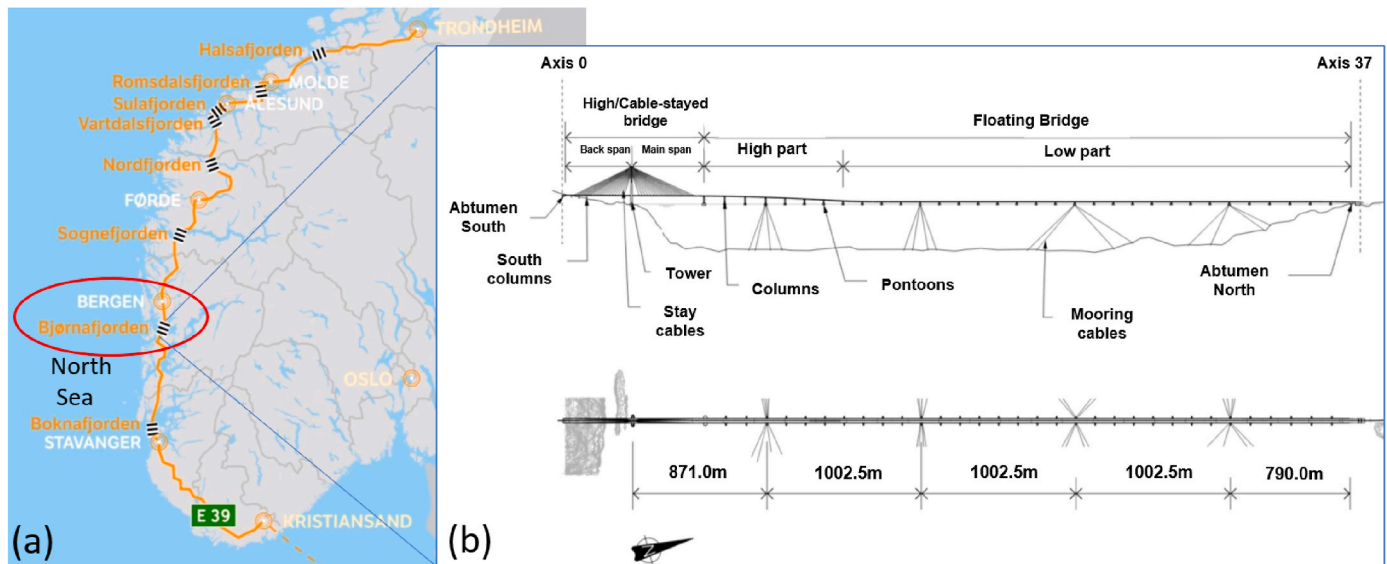 TRONDHEIM
Halsafjorden
Romsdalsfjorden
MOLDE
Sulafjorden
ÅLESUND
Vartdalsfjorden
Nordfjorden
FØRDE
Sognefjorden
BERGEN
Bjørnafjorden
North
Sea
OSLO
Boknafjorden
STAVANGER
E 39
KRISTIANSAND
(a)
Axis 0
Axis 37
High/Cable-stayed
bridge
Floating Bridge
Back span
Main span
High part
Low part
Abtumen
South
South
columns
Tower
Stay
cables
Columns
Pontoons
Mooring
cables
Abtumen
North
871.0m
1002.5m
1002.5m
1002.5m
790.0m
Z
(b)